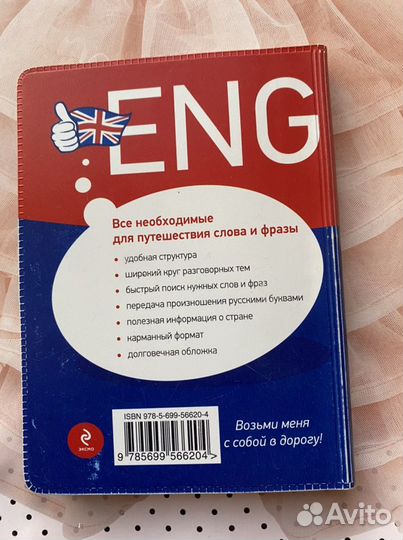 ENG
Все необходимые
для путешествия слова и фразы
• удобная структура
• широкий круг разговорных тем
• быстрый поиск нужных слов и фраз
• передача произношения русскими буквами
• полезная информация о стране
• карманный формат
• долговечная обложка
ISBN 978-5-699-56620-4
9 785699 566204 >
ЭКСМО
Возьми меня
с собой в дорогу!
Avito